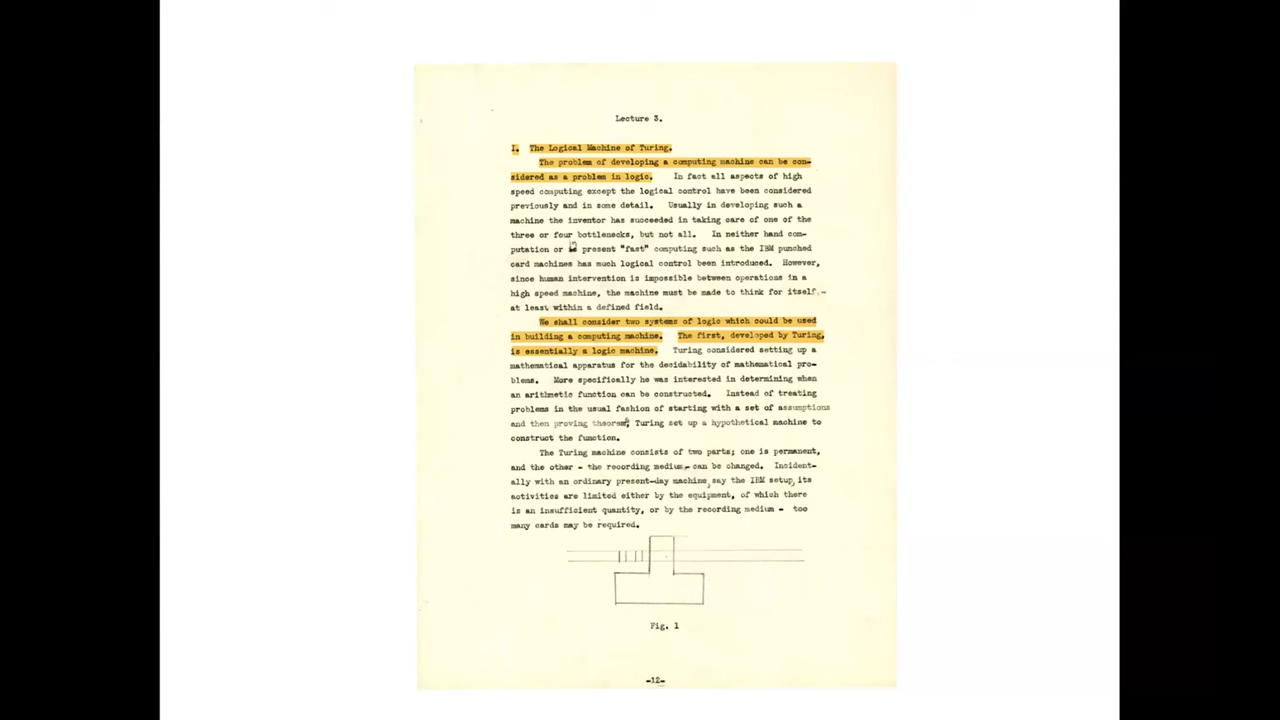 Lecture 3.
I. The Logical Machine of Turing.
The problem of developing a computing machine can be con-
sidered as a problem in logic. In fact all aspects of high
speed computing except the logical control have been considered
previously and in some detail. Usually in developing such a
machine the inventor has succeeded in taking care of one of the
three or four bottlenecks, but not all. In neither hand com-
putation or in present "fast" computing such as the IBM punched
card machines has much logical control been introduced. However,
since human intervention is impossible between operations in a
high speed machine, the machine must be made to think for itself,-
at least within a defined field.
We shall consider two systems of logic which could be used
in building a computing machine. The first, developed by Turing,
is essentially a logic machine. Turing considered setting up a
mathematical apparatus for the decidability of mathematical pro-
blems. More specifically he was interested in determining when
an arithmetic function can be constructed. Instead of treating
problems in the usual fashion of starting with a set of assumptions
and then proving theorems, Turing set up a hypothetical machine to
construct the function.
The Turing machine consists of two parts; one is permanent,
and the other - the recording medium,- can be changed. Incident-
ally with an ordinary present-day machine, say the IBM setup, its
activities are limited either by the equipment, of which there
is an insufficient quantity, or by the recording medium - too
many cards may be required.
Fig. 1
-12-